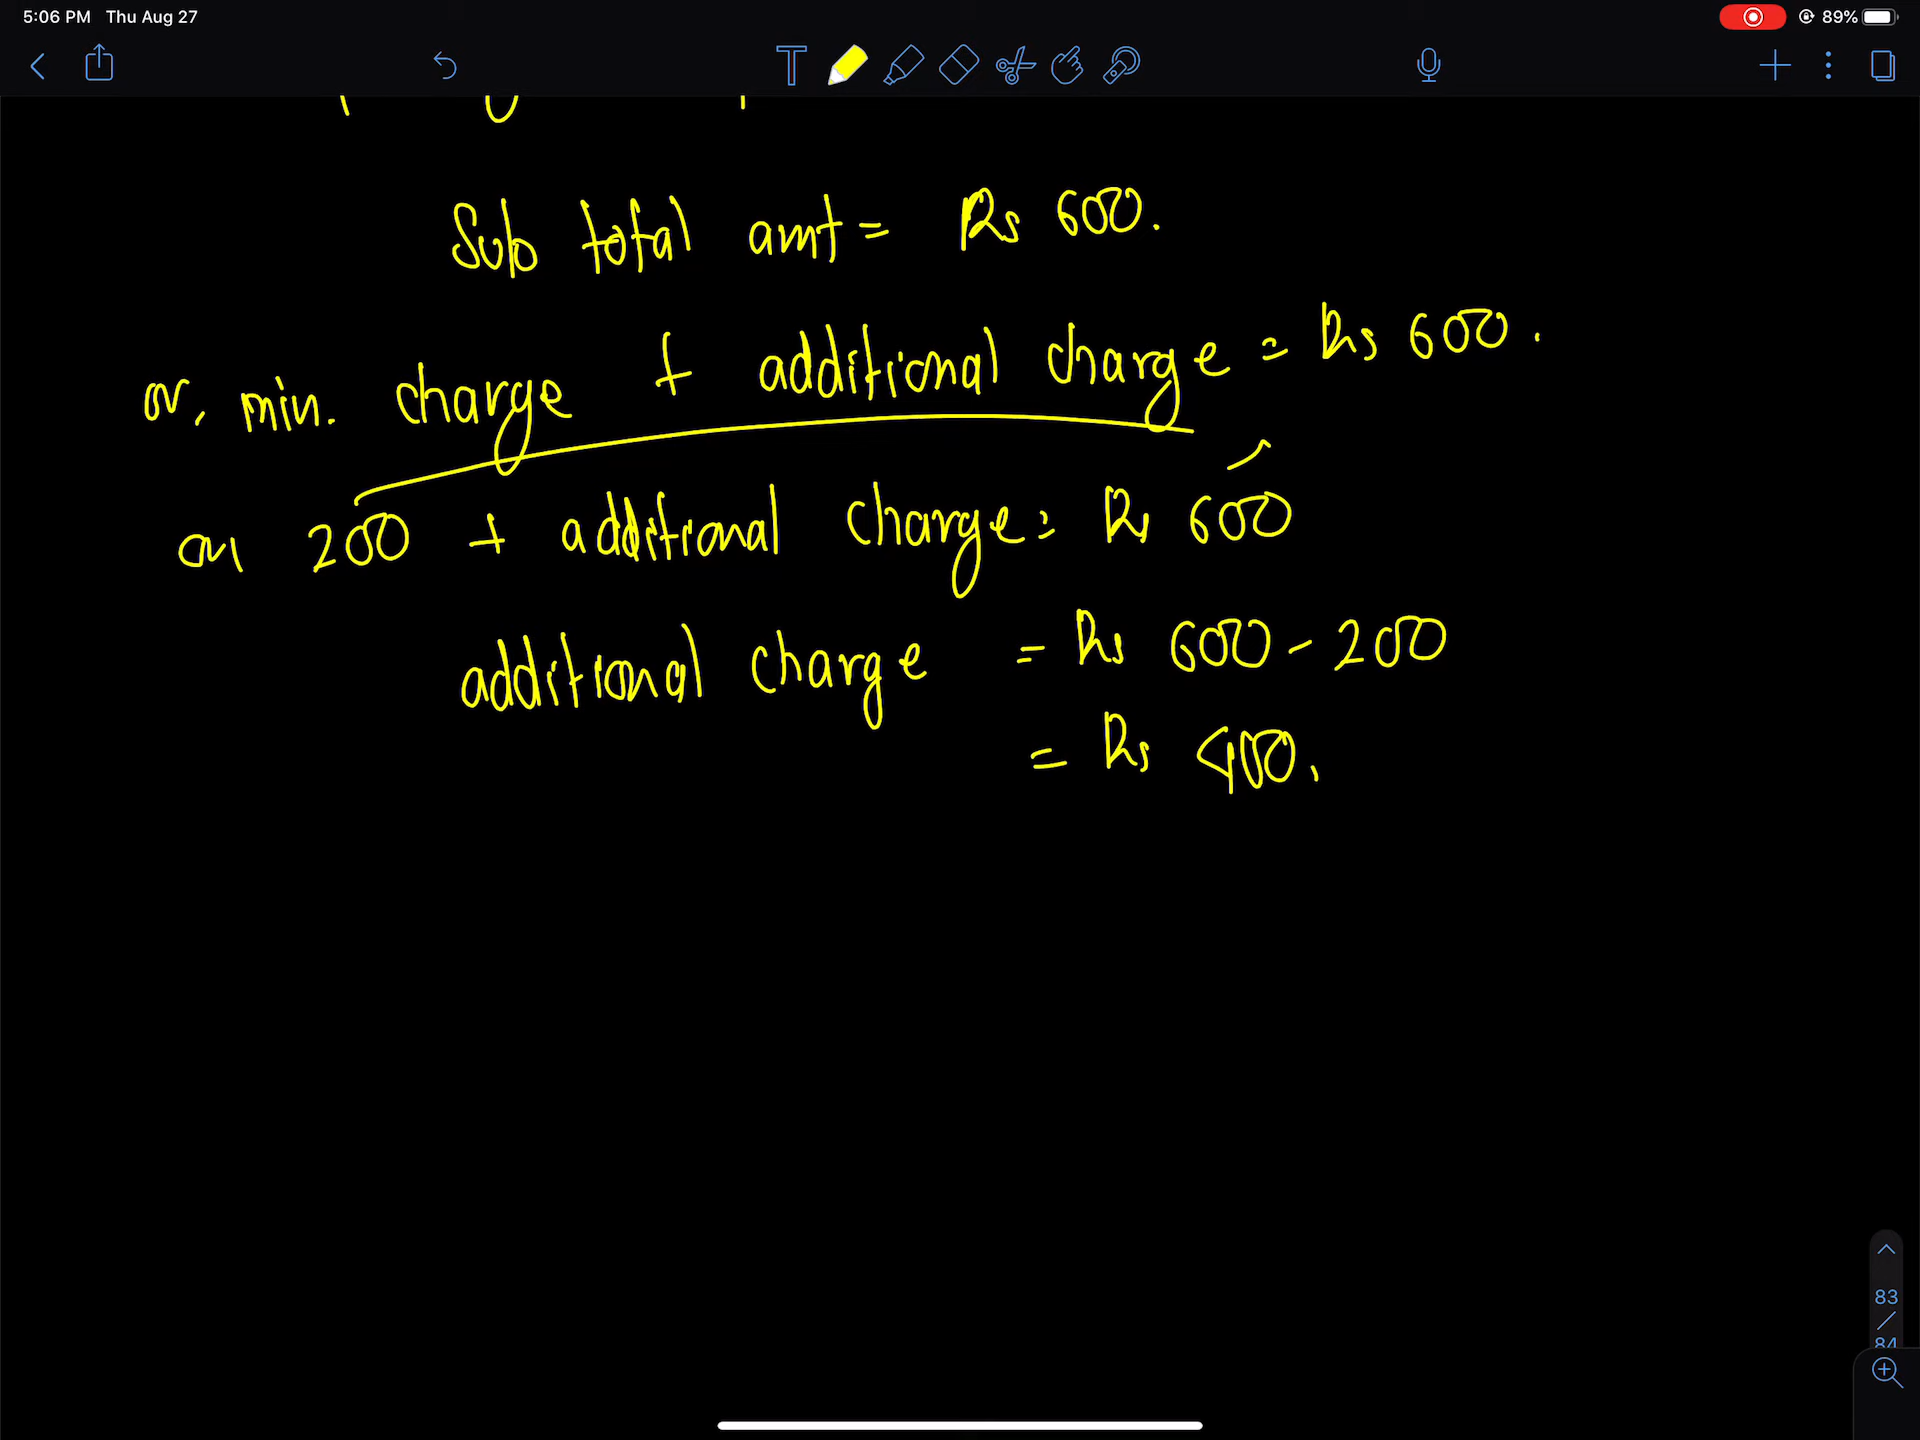 5:06 PM Thu Aug 27
89%
T
Sub total amt = Rs 600.
or, min. charge + additional charge = Rs 600.
or 200 + additional charge = Rs 600
additional charge = Rs 600 - 200
= Rs 400.
83
/
84